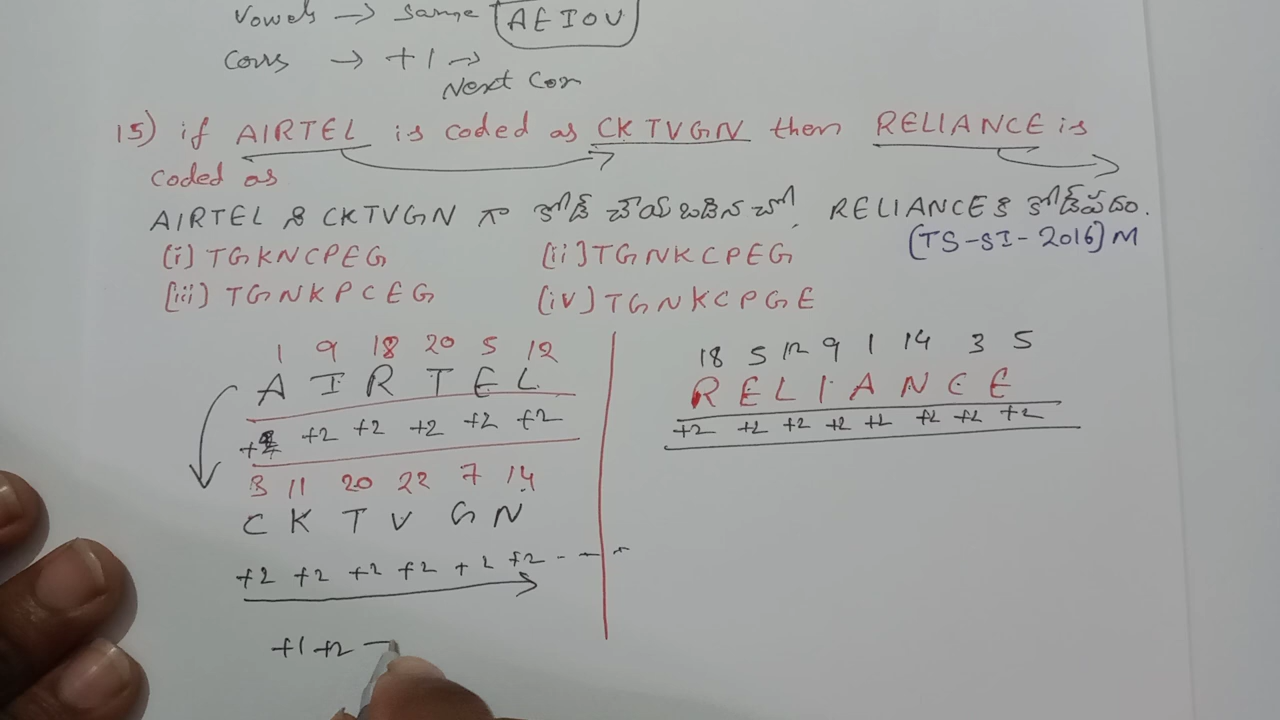 Vowels → same AEIOU
Cons → +1 →
Next Con
15) if AIRTEL is coded as CKTVGN then RELIANCE is
coded as
AIRTEL ని CKTVGN గా కోడ్ చేయబడిన చో, RELIANCE కి కోడ్‌పదం.
(TS-SI-2016) M
(i) TGKNCPEG (ii) TGNKCPEG
(iii) TGNKPCEG (iv) TGNKCPGE
1 9 18 20 5 12
A I R T E L
+2 +2 +2 +2 +2 +2
3 11 20 22 7 14
C K T V G N
+2 +2 +2 +2 +2 +2 - - -
+1 +2 -
18 5 12 9 1 14 3 5
R E L I A N C E
+2 +2 +2 +2 +2 +2 +2 +2